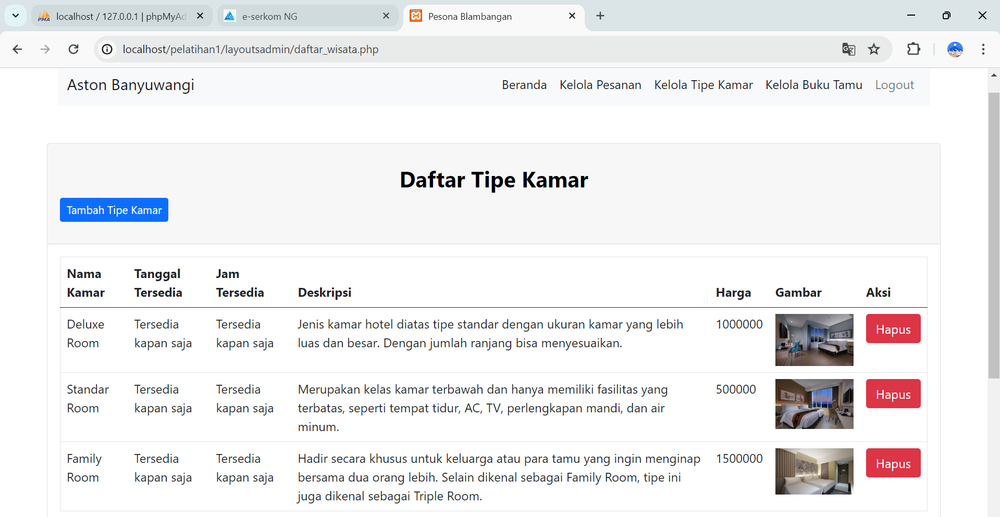 localhost / 127.0.0.1 | phpMyAd
e-serkom NG
Pesona Blambangan
localhost/pelatihan1/layoutsadmin/daftar_wisata.php
Aston Banyuwangi
Beranda Kelola Pesanan Kelola Tipe Kamar Kelola Buku Tamu Logout
Daftar Tipe Kamar
Tambah Tipe Kamar
Nama Kamar
Tanggal Tersedia
Jam Tersedia
Deskripsi
Harga
Gambar
Aksi
Deluxe
Room
Tersedia
kapan saja
Tersedia
kapan saja
Jenis kamar hotel diatas tipe standar dengan ukuran kamar yang lebih
luas dan besar. Dengan jumlah ranjang bisa menyesuaikan.
1000000
Hapus
Standar
Room
Tersedia
kapan saja
Tersedia
kapan saja
Merupakan kelas kamar terbawah dan hanya memiliki fasilitas yang
terbatas, seperti tempat tidur, AC, TV, perlengkapan mandi, dan air
minum.
500000
Hapus
Family
Room
Tersedia
kapan saja
Tersedia
kapan saja
Hadir secara khusus untuk keluarga atau para tamu yang ingin menginap
bersama dua orang lebih. Selain dikenal sebagai Family Room, tipe ini
juga dikenal sebagai Triple Room.
1500000
Hapus